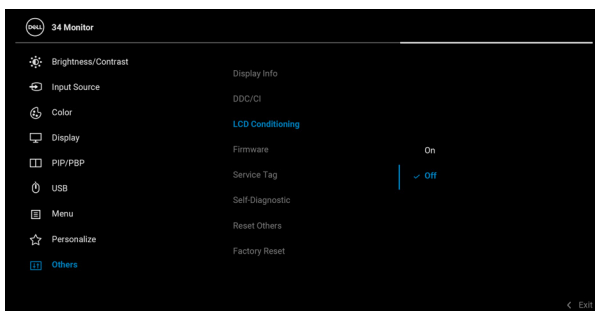 DELL 34 Monitor
Brightness/Contrast
Input Source
Color
Display
PIP/PBP
USB
Menu
Personalize
Others
Display Info
DDC/CI
LCD Conditioning
Firmware
Service Tag
Self-Diagnostic
Reset Others
Factory Reset
On
Off
Exit